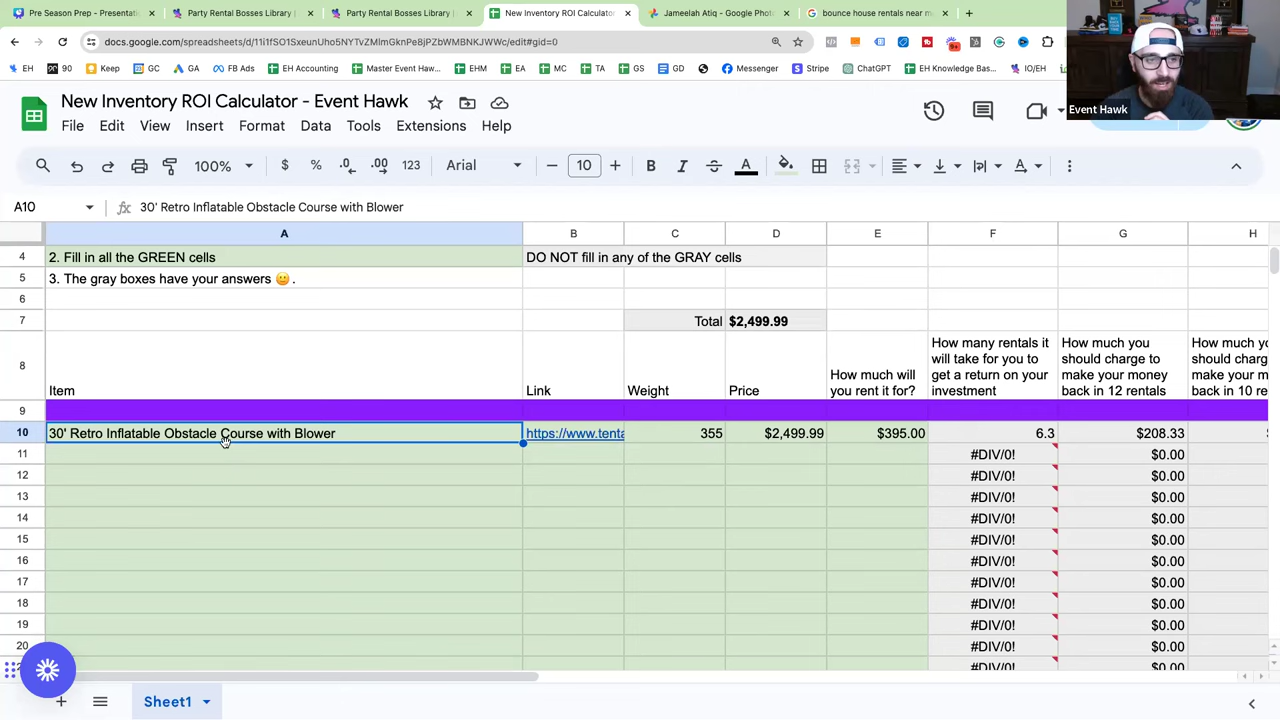 Pre Season Prep - Presentati
Party Rental Bosses Library |
Party Rental Bosses Library |
New Inventory ROI Calculator
Jameelah Atiq - Google Photo
bounce house rentals near m
docs.google.com/spreadsheets/d/1i1fSO1SxeunUho5NYTvZMlmGknPe8jPZbWMBN
/edit#gid=0
EH
90
Keep
GC
GA
FB Ads
EH Accounting
Master Event Haw...
EHM
EA
MC
TA
GS
GD
Messenger
Stripe
ChatGPT
EH Knowledge Bas...
IO/EH
Event Hawk
New Inventory ROI Calculator - Event Hawk
File Edit View Insert Format Data Tools Extensions Help
100% $ % .0 .00 123 Arial 10 B I S A
A10 fx 30' Retro Inflatable Obstacle Course with Blower
A B C D E F G H
4 2. Fill in all the GREEN cells DO NOT fill in any of the GRAY cells
5 3. The gray boxes have your answers 🙂 .
6
7 Total $2,499.99
8
Item
Link
Weight
Price
How much will
you rent it for?
How many rentals it
will take for you to
get a return on your
investment
How much you
should charge to
make your money
back in 12 rentals
How much yo
should charg
make your m
back in 10 re
9
10 30' Retro Inflatable Obstacle Course with Blower https://www.tenta 355 $2,499.99 $395.00 6.3 $208.33
11 #DIV/0! $0.00
12 #DIV/0! $0.00
13 #DIV/0! $0.00
14 #DIV/0! $0.00
15 #DIV/0! $0.00
16 #DIV/0! $0.00
17 #DIV/0! $0.00
18 #DIV/0! $0.00
19 #DIV/0! $0.00
20 #DIV/0! $0.00
#DIV/0! $0.00
Sheet1